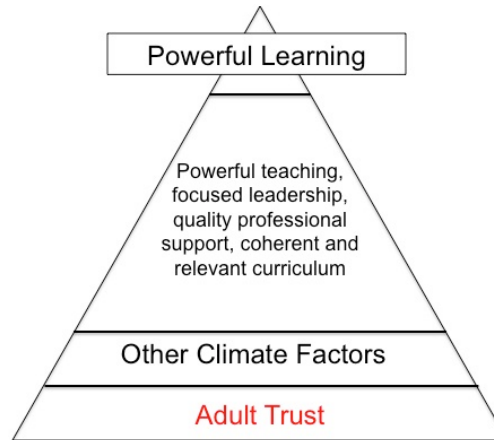 Powerful Learning
Powerful teaching,
focused leadership,
quality professional
support, coherent and
relevant curriculum
Other Climate Factors
Adult Trust